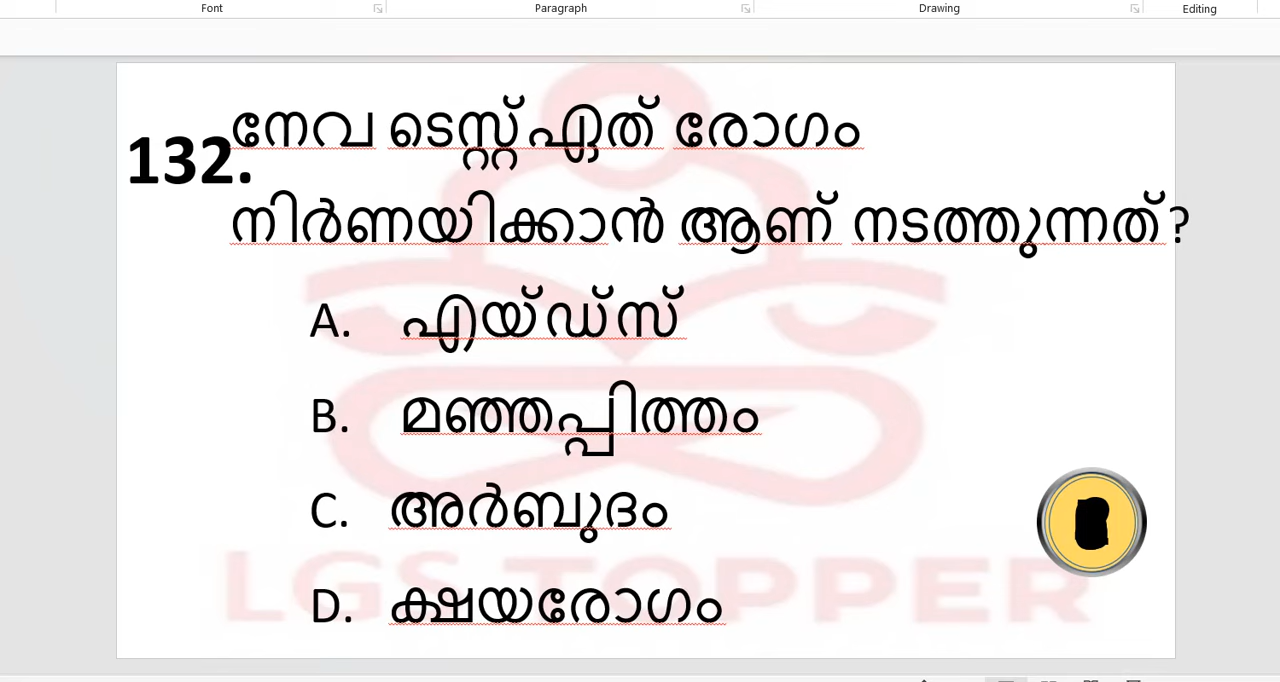 Font Paragraph Drawing Editing
132. നേവ ടെസ്റ്റ് ഏത് രോഗം
നിർണയിക്കാൻ ആണ് നടത്തുന്നത്?
A. എയ്ഡ്സ്
B. മഞ്ഞപ്പിത്തം
C. അർബുദം
D. ക്ഷയരോഗം
LGS TOPPER